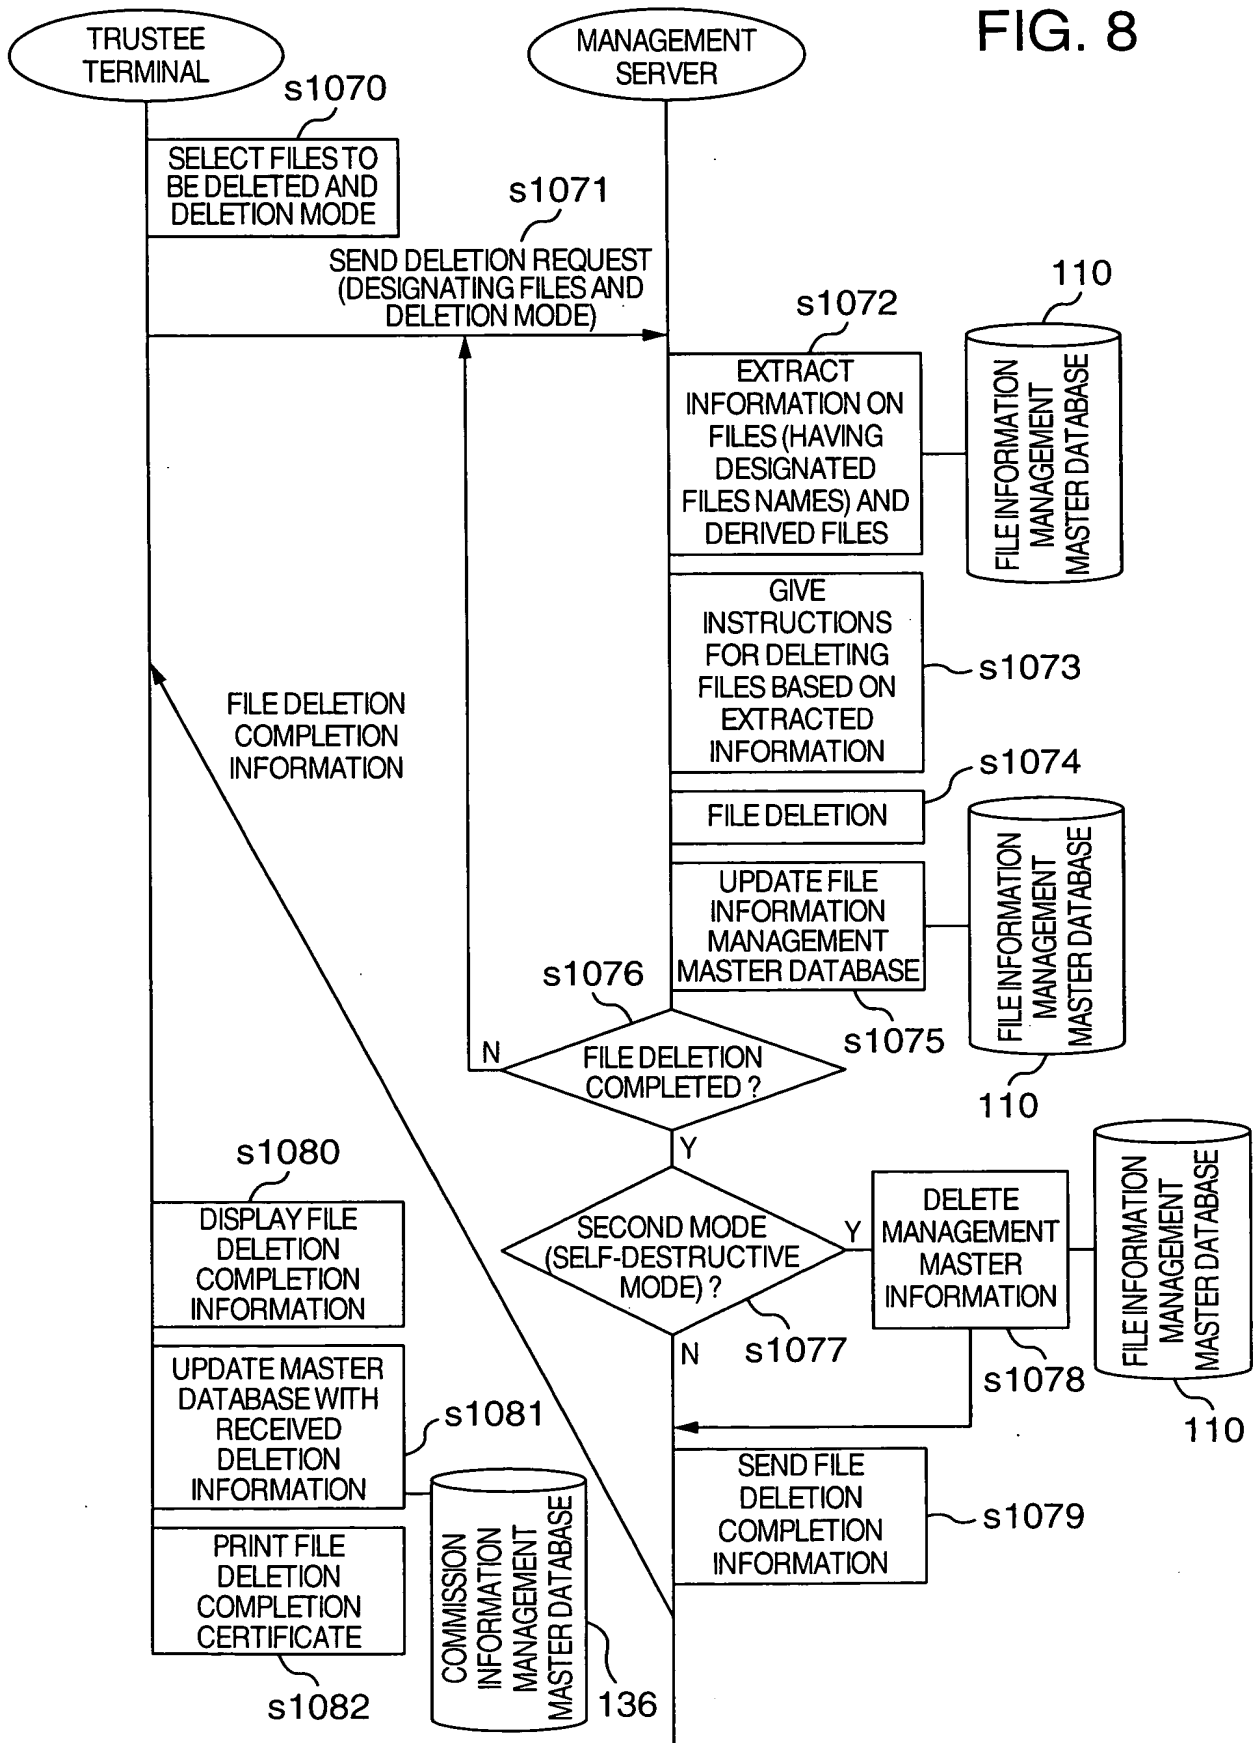 FIG. 8
TRUSTEE
TERMINAL
MANAGEMENT
SERVER
s1070
SELECT FILES TO
BE DELETED AND
DELETION MODE
s1071
SEND DELETION REQUEST
(DESIGNATING FILES AND
DELETION MODE)
s1072
EXTRACT
INFORMATION ON
FILES (HAVING
DESIGNATED
FILES NAMES) AND
DERIVED FILES
110
FILE INFORMATION
MANAGEMENT
MASTER DATABASE
GIVE
INSTRUCTIONS
FOR DELETING
FILES BASED ON
EXTRACTED
INFORMATION
s1073
FILE DELETION
COMPLETION
INFORMATION
s1074
FILE DELETION
UPDATE FILE
INFORMATION
MANAGEMENT
MASTER DATABASE
s1075
FILE INFORMATION
MANAGEMENT
MASTER DATABASE
110
s1076
FILE DELETION
COMPLETED ?
N
Y
SECOND MODE
(SELF-DESTRUCTIVE
MODE) ?
s1077
Y
N
DELETE
MANAGEMENT
MASTER
INFORMATION
s1078
FILE INFORMATION
MANAGEMENT
MASTER DATABASE
110
SEND FILE
DELETION
COMPLETION
INFORMATION
s1079
s1080
DISPLAY FILE
DELETION
COMPLETION
INFORMATION
UPDATE MASTER
DATABASE WITH
RECEIVED
DELETION
INFORMATION
s1081
COMMISSION
INFORMATION
MANAGEMENT
MASTER DATABASE
136
PRINT FILE
DELETION
COMPLETION
CERTIFICATE
s1082